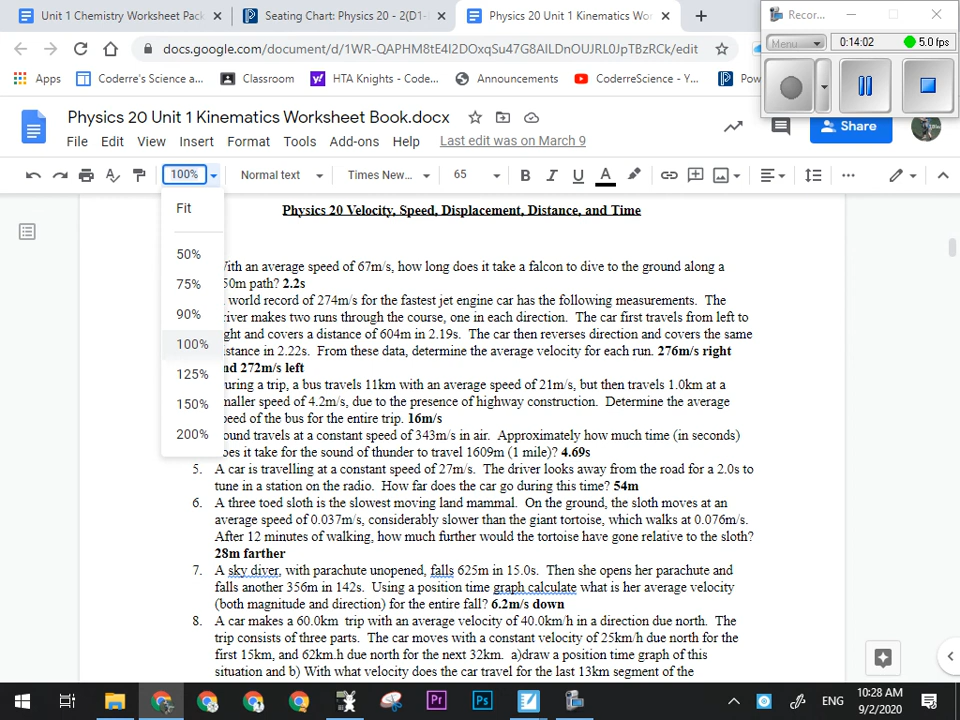 Unit 1 Chemistry Worksheet Pack
Seating Chart: Physics 20 - 2(D1-
Physics 20 Unit 1 Kinematics Wor
Recor...
Menu
0:14:02
5.0 fps
docs.google.com/document/d/1WR-QAPHM8tE4I2DOxqSu47G8AILDnOUJRL0JpTBzRCk/edit
Apps
Coderre's Science a...
Classroom
HTA Knights - Code...
Announcements
CoderreScience - Y...
Pow
Physics 20 Unit 1 Kinematics Worksheet Book.docx
File Edit View Insert Format Tools Add-ons Help Last edit was on March 9
Share
100%
Normal text
Times New...
65
B I U A
Fit
50%
75%
90%
100%
125%
150%
200%
Physics 20 Velocity, Speed, Displacement, Distance, and Time
With an average speed of 67m/s, how long does it take a falcon to dive to the ground along a
50m path? 2.2s
world record of 274m/s for the fastest jet engine car has the following measurements. The
river makes two runs through the course, one in each direction. The car first travels from left to
ght and covers a distance of 604m in 2.19s. The car then reverses direction and covers the same
istance in 2.22s. From these data, determine the average velocity for each run. 276m/s right
nd 272m/s left
uring a trip, a bus travels 11km with an average speed of 21m/s, but then travels 1.0km at a
maller speed of 4.2m/s, due to the presence of highway construction. Determine the average
peed of the bus for the entire trip. 16m/s
ound travels at a constant speed of 343m/s in air. Approximately how much time (in seconds)
oes it take for the sound of thunder to travel 1609m (1 mile)? 4.69s
5. A car is travelling at a constant speed of 27m/s. The driver looks away from the road for a 2.0s to
tune in a station on the radio. How far does the car go during this time? 54m
6. A three toed sloth is the slowest moving land mammal. On the ground, the sloth moves at an
average speed of 0.037m/s, considerably slower than the giant tortoise, which walks at 0.076m/s.
After 12 minutes of walking, how much further would the tortoise have gone relative to the sloth?
28m farther
7. A sky diver, with parachute unopened, falls 625m in 15.0s. Then she opens her parachute and
falls another 356m in 142s. Using a position time graph calculate what is her average velocity
(both magnitude and direction) for the entire fall? 6.2m/s down
8. A car makes a 60.0km trip with an average velocity of 40.0km/h in a direction due north. The
trip consists of three parts. The car moves with a constant velocity of 25km/h due north for the
first 15km, and 62km.h due north for the next 32km. a)draw a position time graph of this
situation and b) With what velocity does the car travel for the last 13km segment of the
Pr
Ps
ENG
10:28 AM
9/2/2020